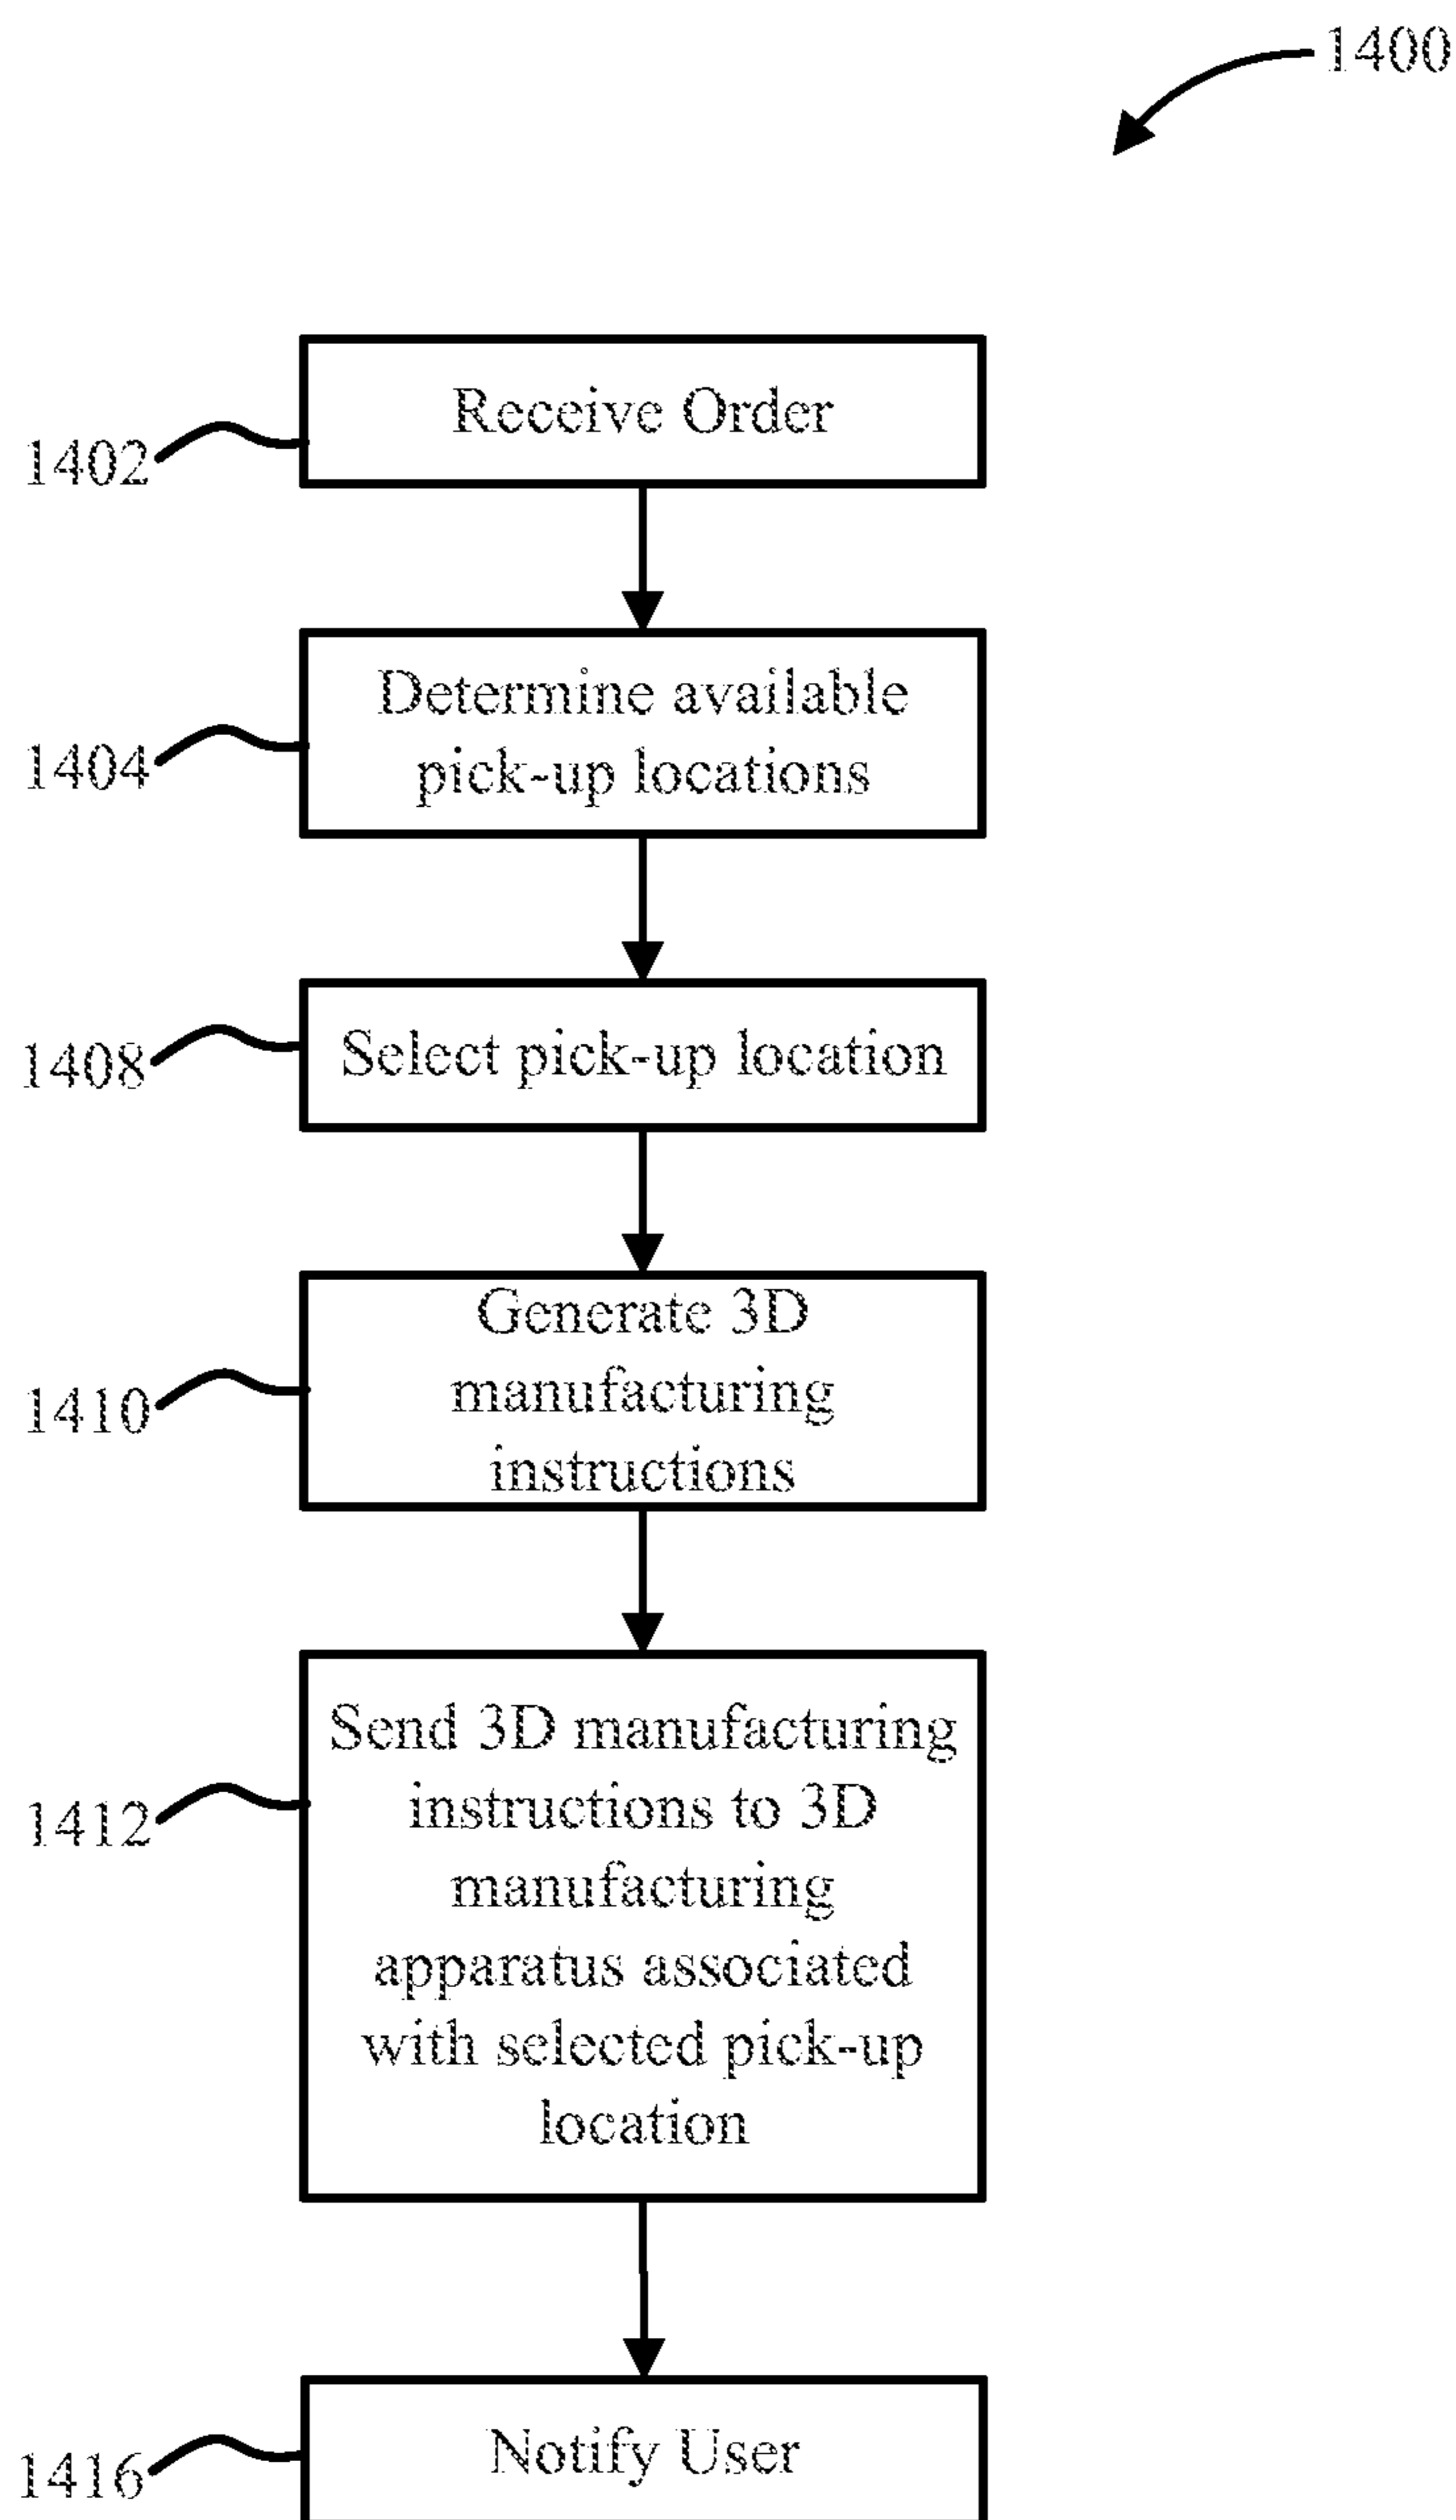 1400
Receive Order
1402
Determine available
pick-up locations
1404
Select pick-up location
1408
Generate 3D
manufacturing
instructions
1410
Send 3D manufacturing
instructions to 3D
manufacturing
apparatus associated
with selected pick-up
location
1412
Notify User
1416